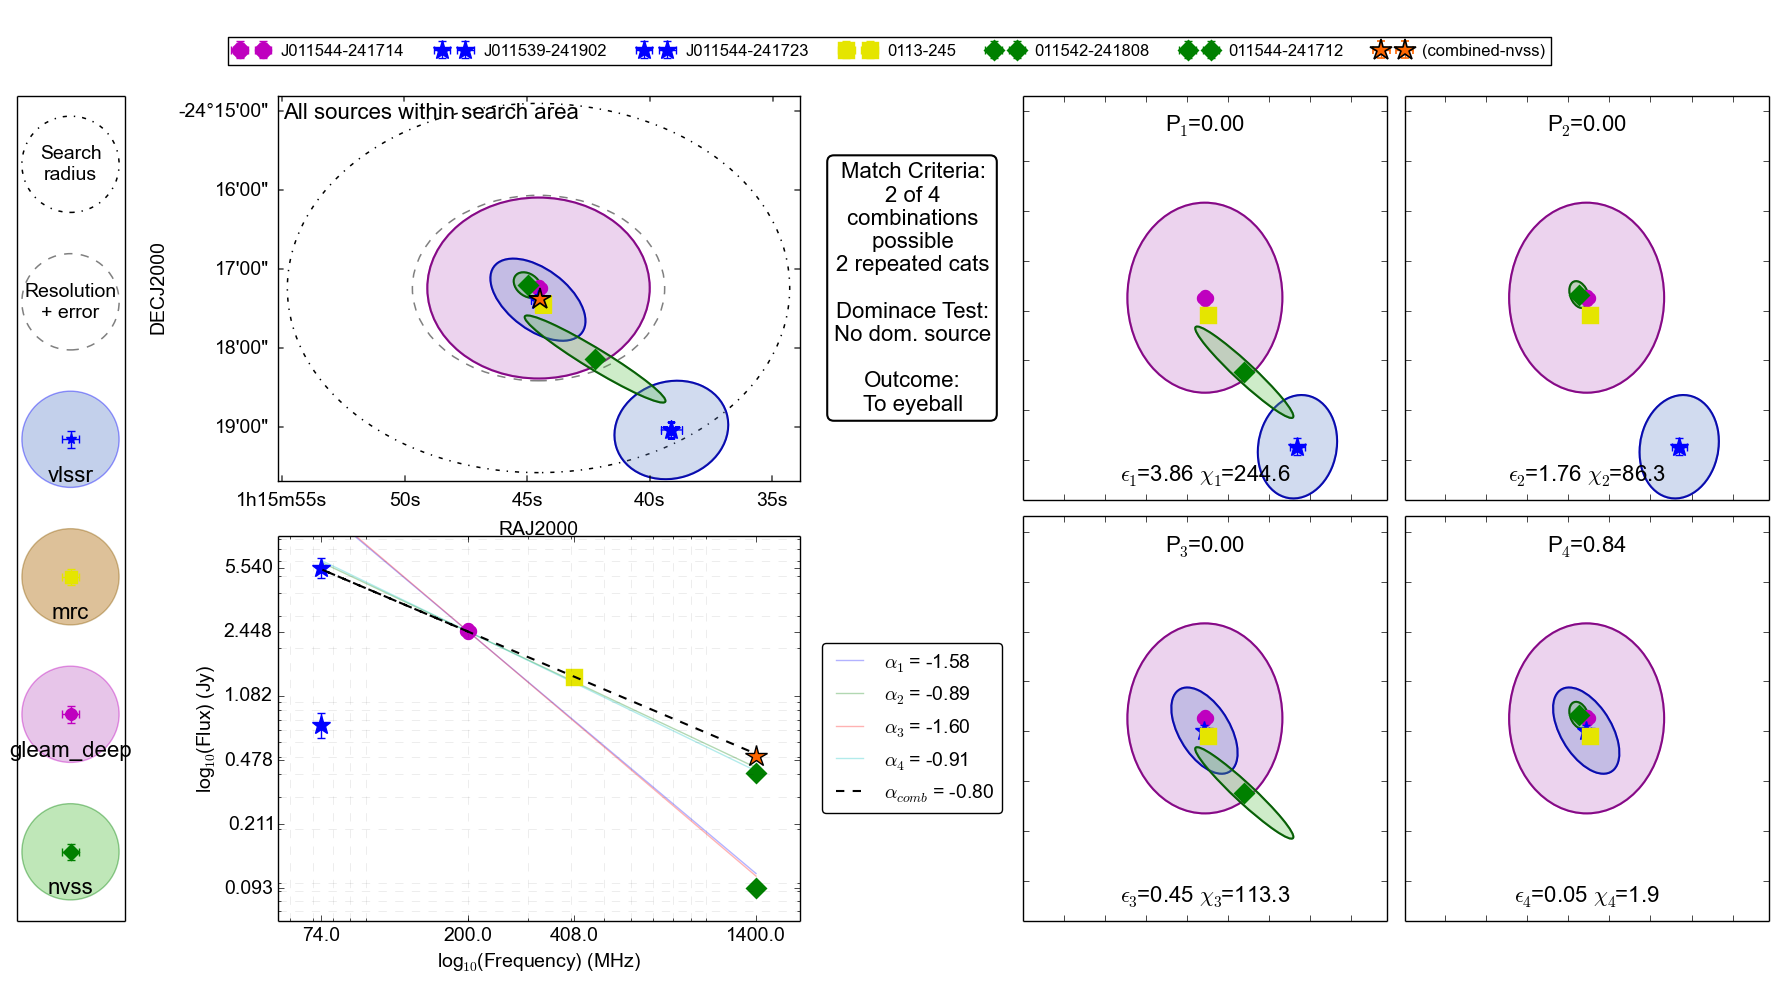 J011544-241714 J011539-241902 J011544-241723 0113-245 011542-241808 011544-241712 (combined-nvss)
Search
radius
Resolution
+ error
vlssr
mrc
gleam_deep
nvss
All sources within search area
DECJ2000
-24°15'00"
16'00"
17'00"
18'00"
19'00"
1h15m55s 50s 45s 40s 35s
RAJ2000
Match Criteria:
2 of 4
combinations
possible
2 repeated cats
Dominace Test:
No dom. source
Outcome:
To eyeball
P₁=0.00
ϵ₁=3.86 χ₁=244.6
P₂=0.00
ϵ₂=1.76 χ₂=86.3
log₁₀(Flux) (Jy)
5.540
2.448
1.082
0.478
0.211
0.093
74.0 200.0 408.0 1400.0
log₁₀(Frequency) (MHz)
α₁ = -1.58
α₂ = -0.89
α₃ = -1.60
α₄ = -0.91
α_comb = -0.80
P₃=0.00
ϵ₃=0.45 χ₃=113.3
P₄=0.84
ϵ₄=0.05 χ₄=1.9